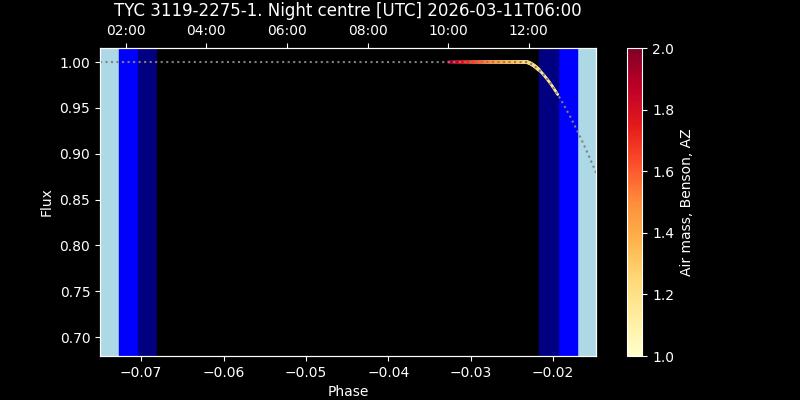 TYC 3119-2275-1. Night centre [UTC] 2026-03-11T06:00
02:00 04:00 06:00 08:00 10:00 12:00
1.00
0.95
0.90
0.85
0.80
0.75
0.70
Flux
−0.07 −0.06 −0.05 −0.04 −0.03 −0.02
Phase
2.0
1.8
1.6
1.4
1.2
1.0
Air mass, Benson, AZ